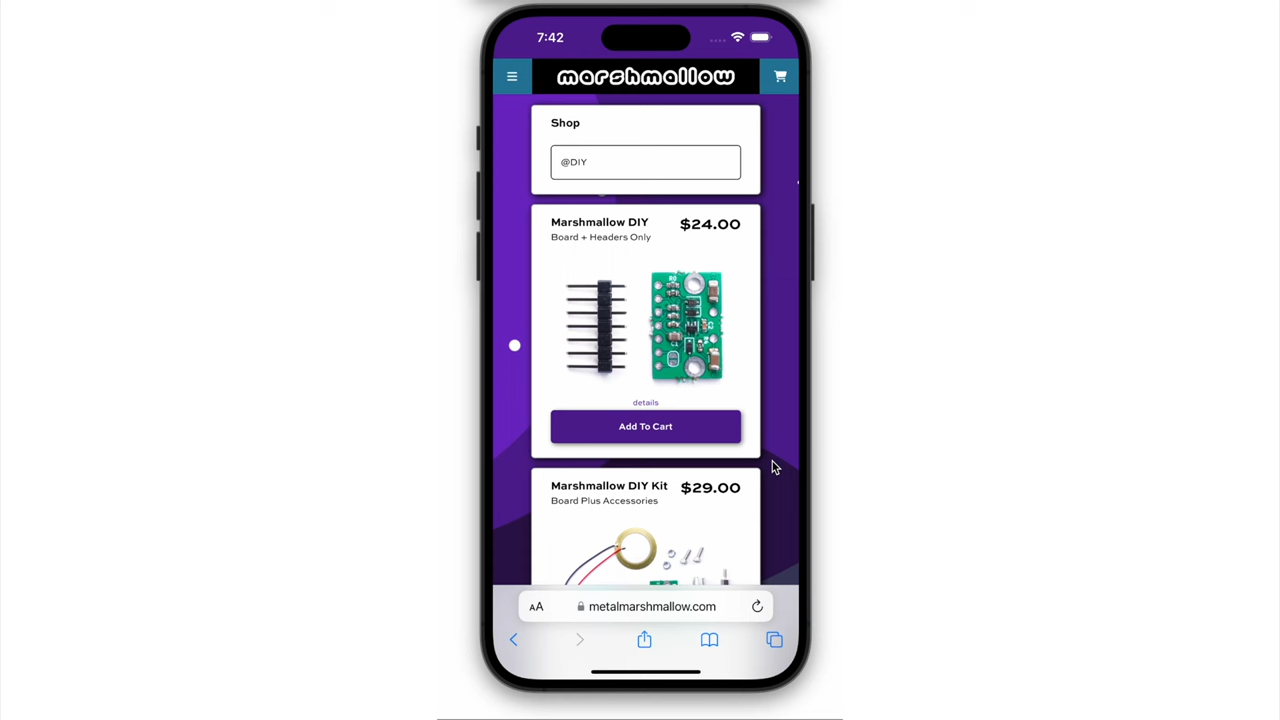 7:42
marshmallow
Shop
@DIY
Marshmallow DIY
$24.00
Board + Headers Only
details
Add To Cart
Marshmallow DIY Kit
$29.00
Board Plus Accessories
AA
metalmarshmallow.com